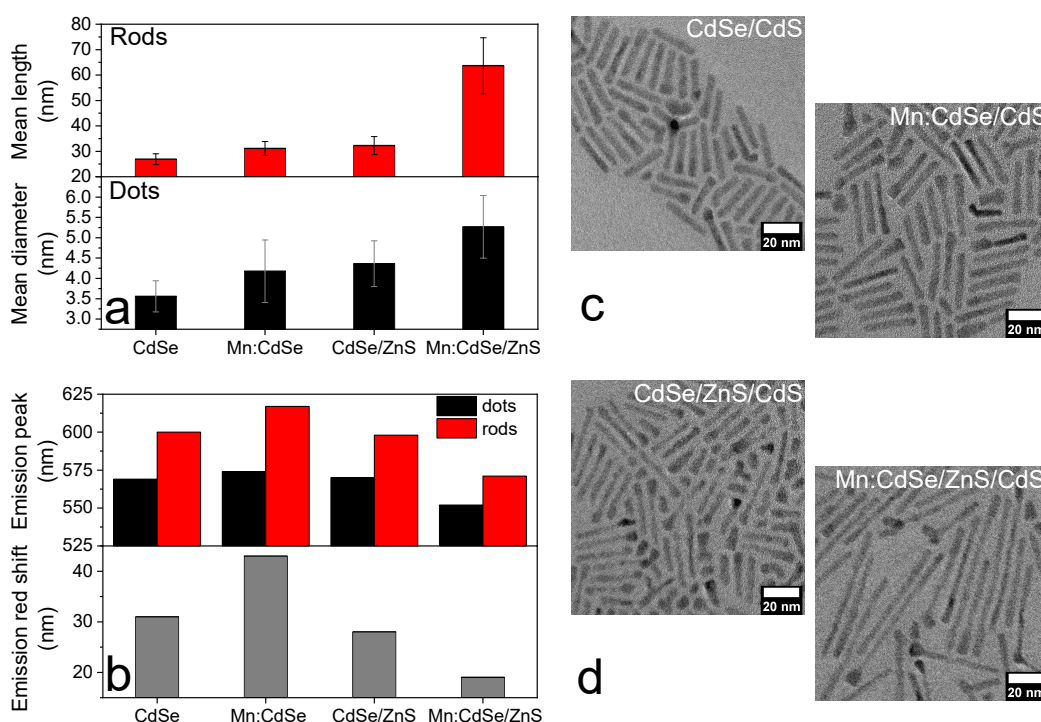 80
70
60
50
40
30
20
Mean length
(nm)
Rods
6.0
5.5
5.0
4.5
4.0
3.5
3.0
Mean diameter
(nm)
Dots
a
CdSe
Mn:CdSe
CdSe/ZnS
Mn:CdSe/ZnS
625
600
575
550
525
Emission peak
(nm)
dots
rods
40
30
20
Emission red shift
(nm)
b
CdSe
Mn:CdSe
CdSe/ZnS
Mn:CdSe/ZnS
CdSe/CdS
20 nm
Mn:CdSe/CdS
20 nm
c
CdSe/ZnS/CdS
20 nm
Mn:CdSe/ZnS/CdS
20 nm
d